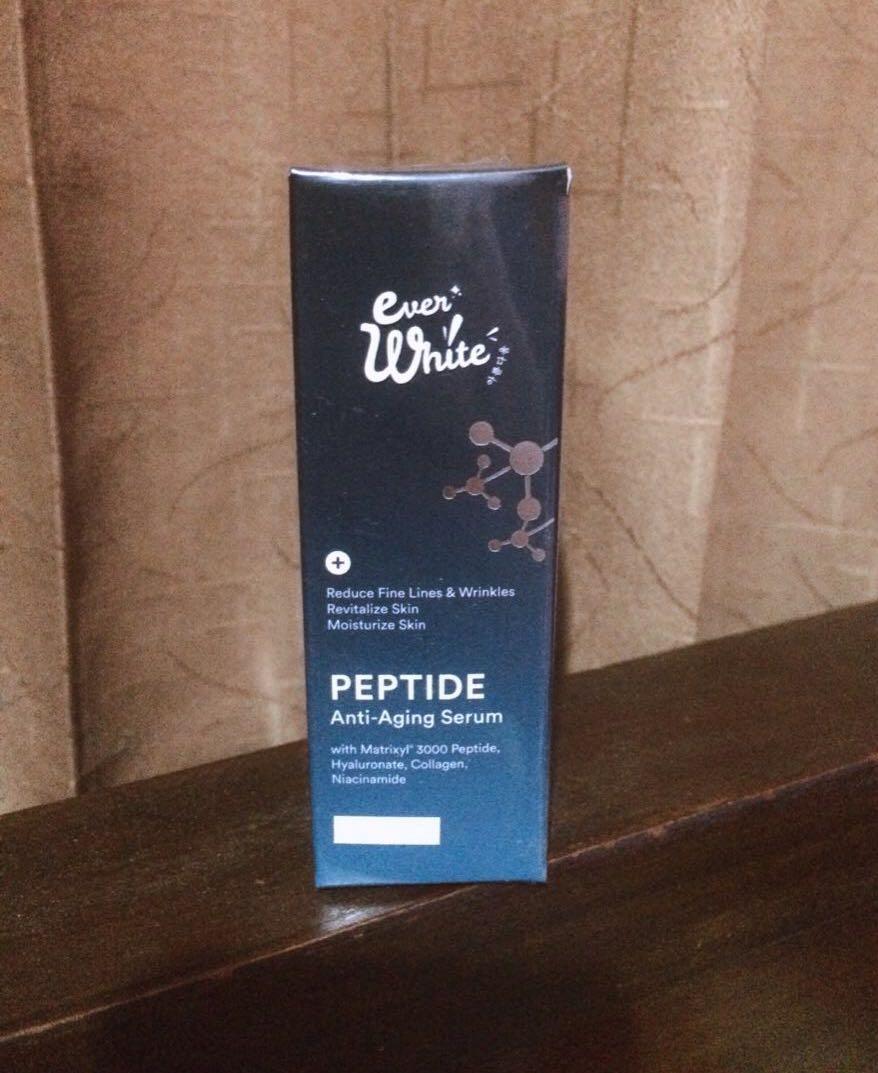 ever
White
+
Reduce Fine Lines & Wrinkles
Revitalize Skin
Moisturize Skin
PEPTIDE
Anti-Aging Serum
with Matrixyl® 3000 Peptide,
Hyaluronate, Collagen,
Niacinamide